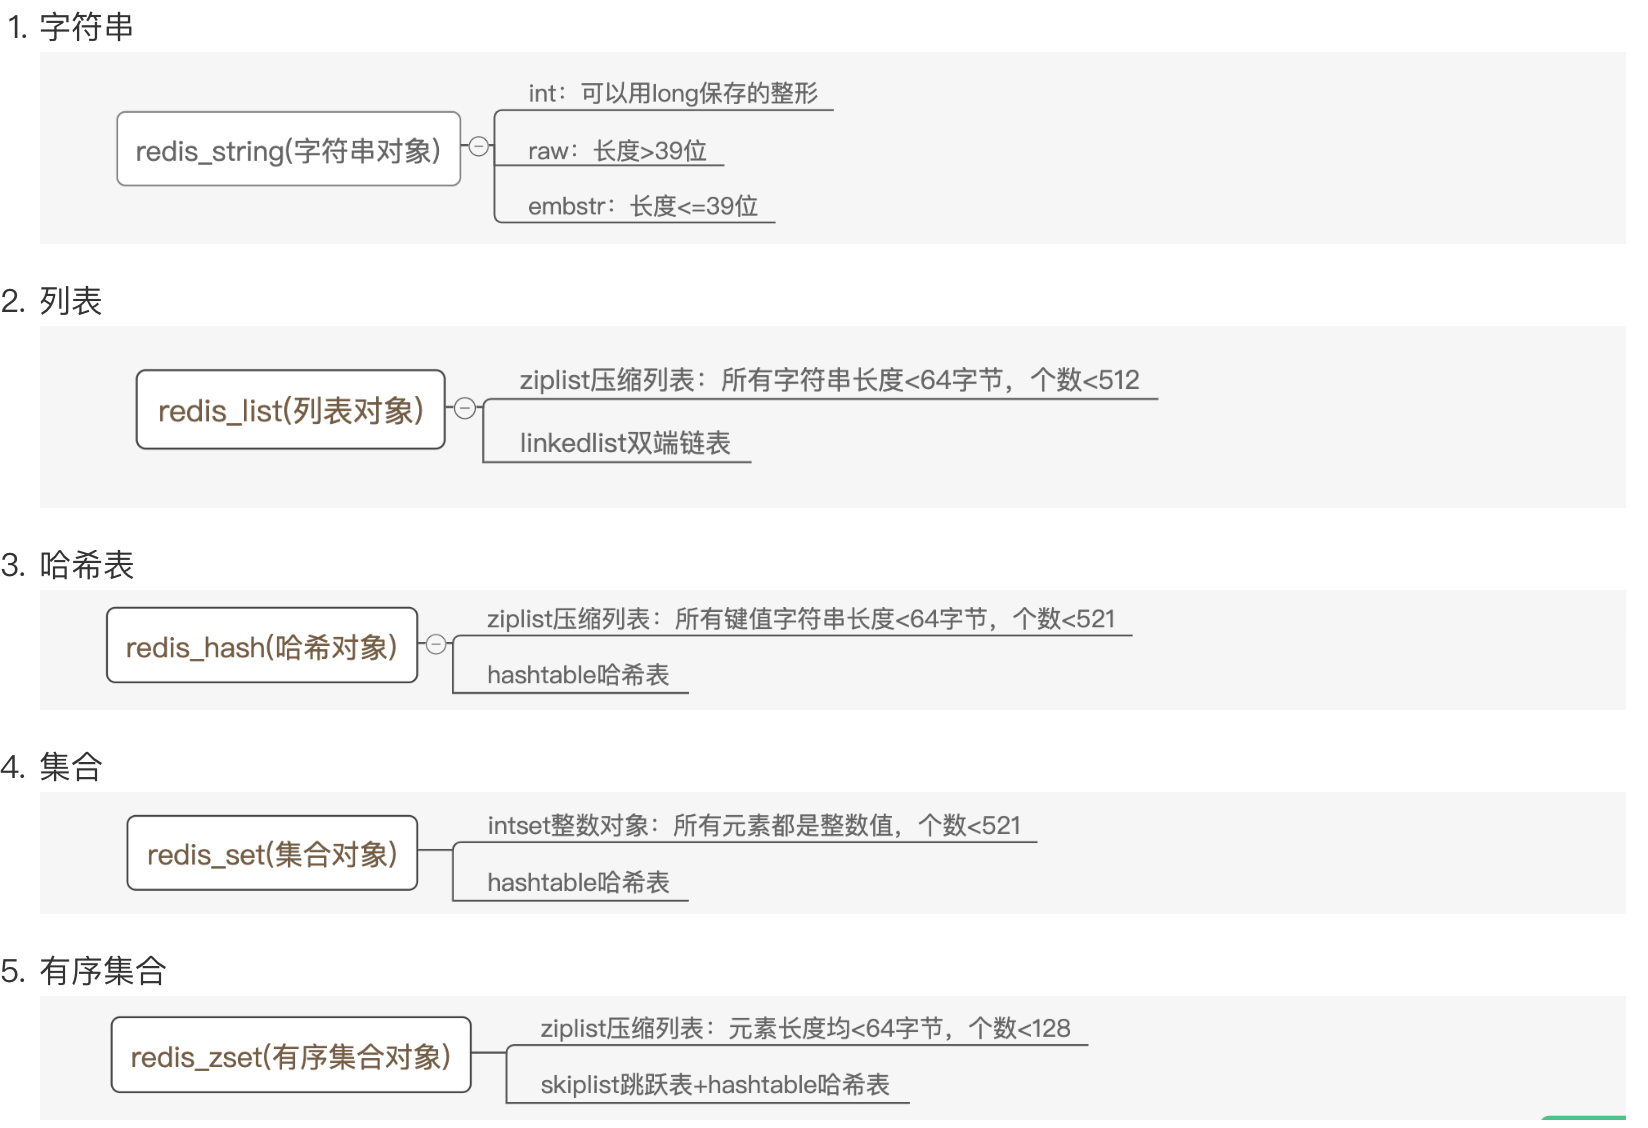 1. 字符串
int：可以用long保存的整形
redis_string(字符串对象)
raw：长度>39位
embstr：长度<=39位
2. 列表
ziplist压缩列表：所有字符串长度<64字节，个数<512
redis_list(列表对象)
linkedlist双端链表
3. 哈希表
ziplist压缩列表：所有键值字符串长度<64字节，个数<521
redis_hash(哈希对象)
hashtable哈希表
4. 集合
intset整数对象：所有元素都是整数值，个数<521
redis_set(集合对象)
hashtable哈希表
5. 有序集合
ziplist压缩列表：元素长度均<64字节，个数<128
redis_zset(有序集合对象)
skiplist跳跃表+hashtable哈希表